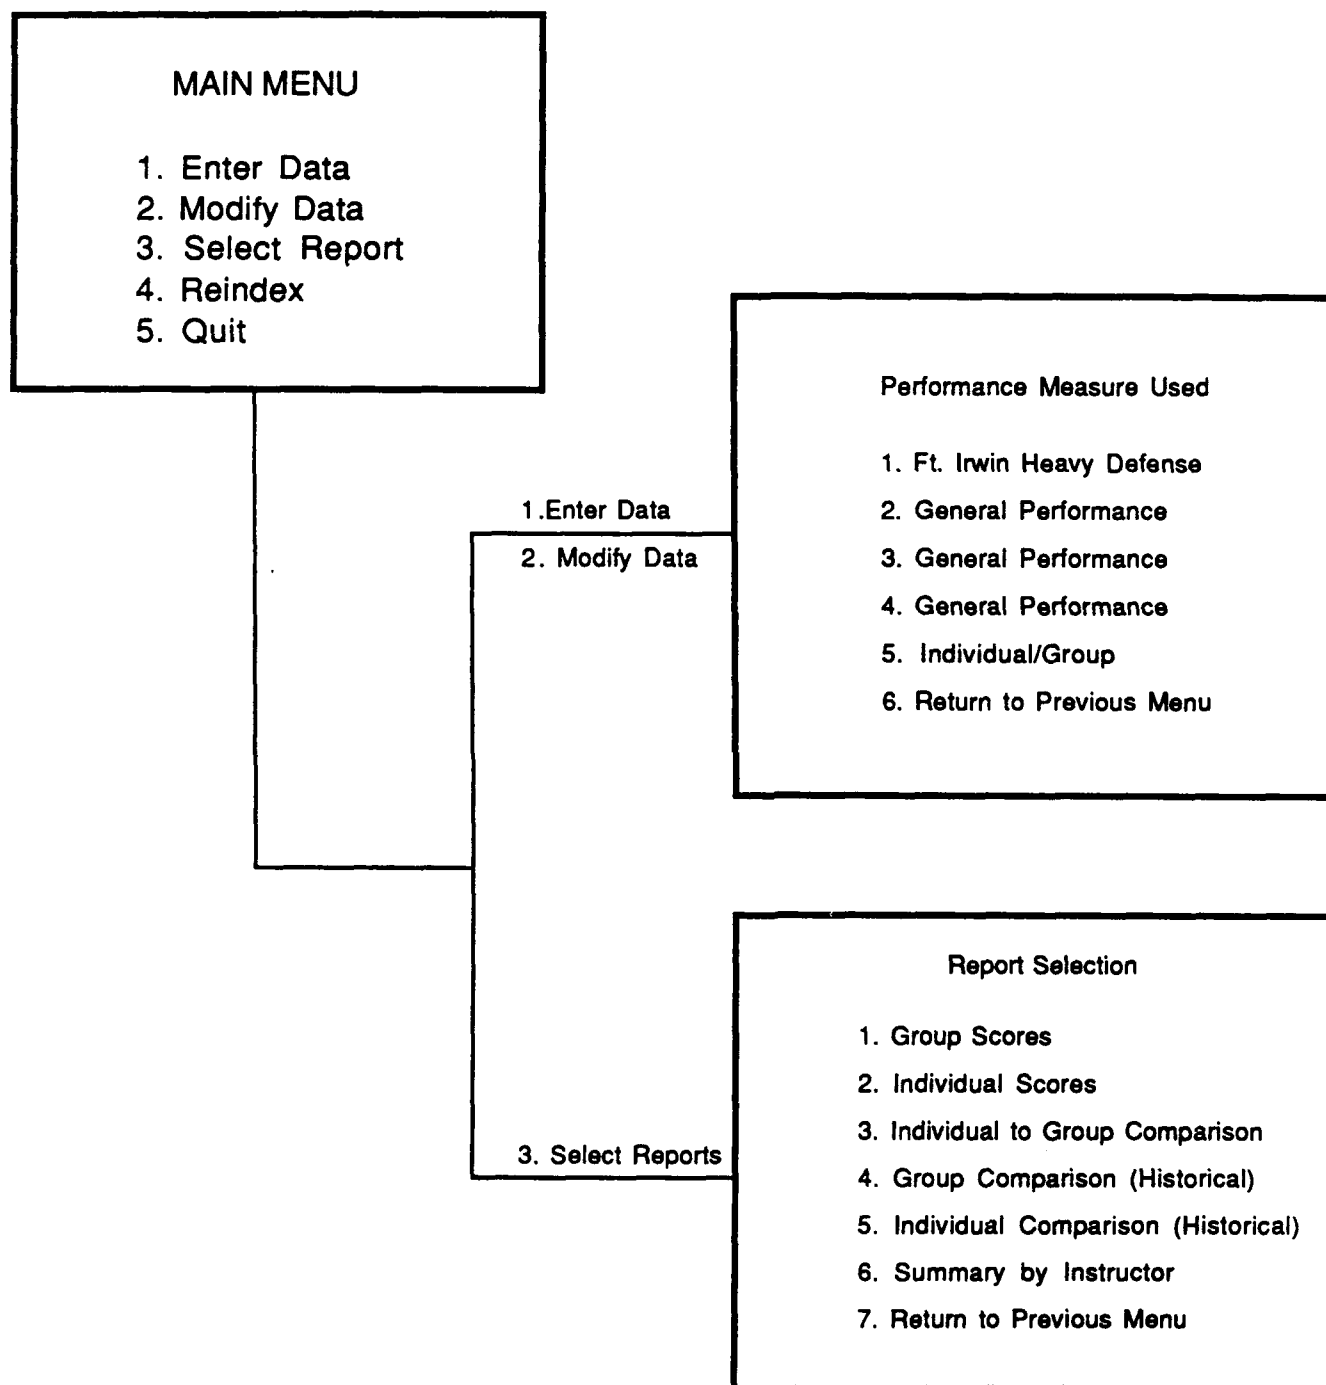 MAIN MENU
1. Enter Data
2. Modify Data
3. Select Report
4. Reindex
5. Quit
1.Enter Data
2. Modify Data
Performance Measure Used
1. Ft. Irwin Heavy Defense
2. General Performance
3. General Performance
4. General Performance
5. Individual/Group
6. Return to Previous Menu
3. Select Reports
Report Selection
1. Group Scores
2. Individual Scores
3. Individual to Group Comparison
4. Group Comparison (Historical)
5. Individual Comparison (Historical)
6. Summary by Instructor
7. Return to Previous Menu